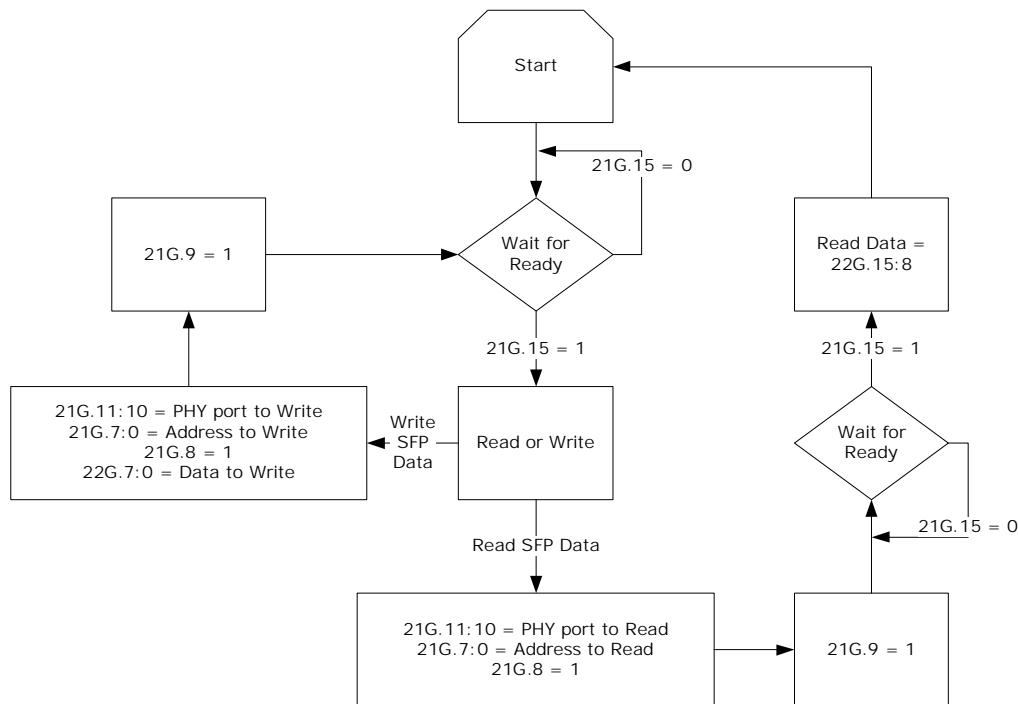 Start
21G.15 = 0
Wait for
Ready
21G.9 = 1
Read Data =
22G.15:8
21G.15 = 1
21G.15 = 1
21G.11:10 = PHY port to Write
21G.7:0 = Address to Write
21G.8 = 1
22G.7:0 = Data to Write
Write
SFP
Data
Read or Write
Wait for
Ready
21G.15 = 0
Read SFP Data
21G.11:10 = PHY port to Read
21G.7:0 = Address to Read
21G.8 = 1
21G.9 = 1